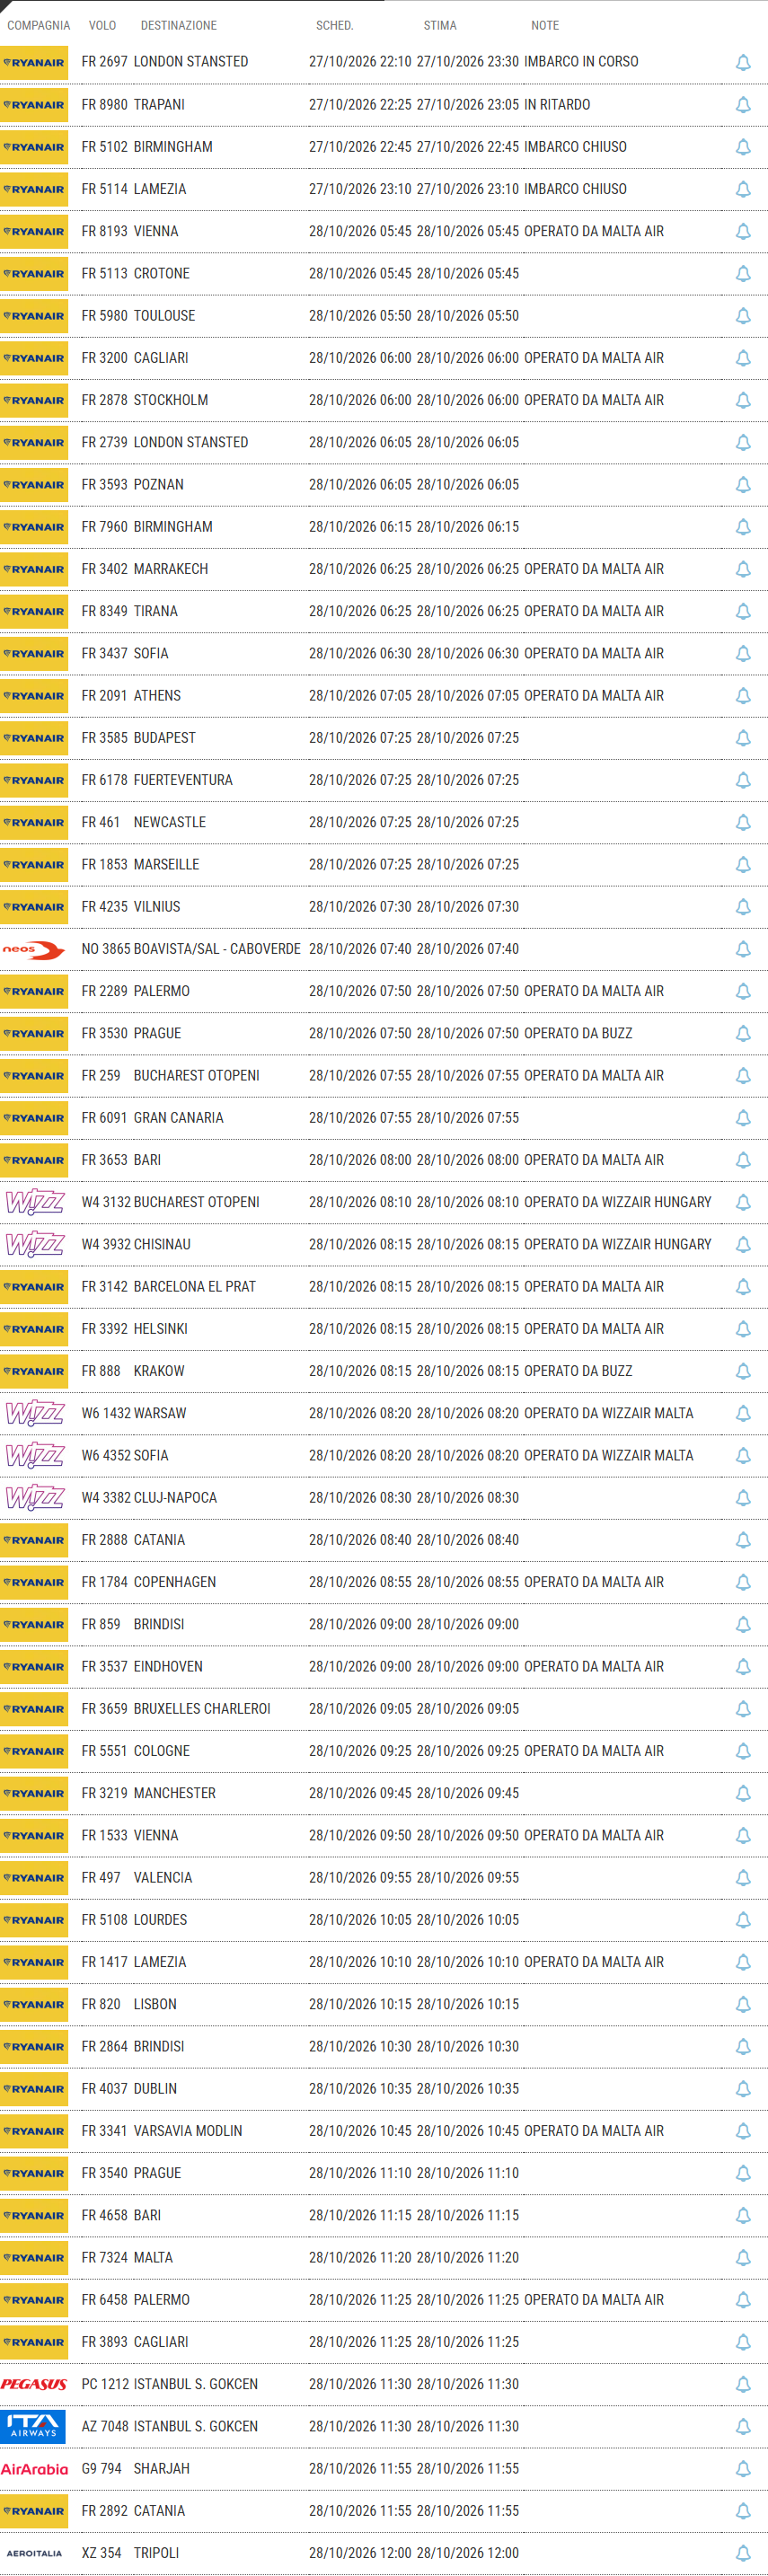 COMPAGNIA VOLO DESTINAZIONE SCHED. STIMA NOTE
RYANAIR FR 2697 LONDON STANSTED 27/10/2026 22:10 27/10/2026 23:30 IMBARCO IN CORSO
RYANAIR FR 8980 TRAPANI 27/10/2026 22:25 27/10/2026 23:05 IN RITARDO
RYANAIR FR 5102 BIRMINGHAM 27/10/2026 22:45 27/10/2026 22:45 IMBARCO CHIUSO
RYANAIR FR 5114 LAMEZIA 27/10/2026 23:10 27/10/2026 23:10 IMBARCO CHIUSO
RYANAIR FR 8193 VIENNA 28/10/2026 05:45 28/10/2026 05:45 OPERATO DA MALTA AIR
RYANAIR FR 5113 CROTONE 28/10/2026 05:45 28/10/2026 05:45
RYANAIR FR 5980 TOULOUSE 28/10/2026 05:50 28/10/2026 05:50
RYANAIR FR 3200 CAGLIARI 28/10/2026 06:00 28/10/2026 06:00 OPERATO DA MALTA AIR
RYANAIR FR 2878 STOCKHOLM 28/10/2026 06:00 28/10/2026 06:00 OPERATO DA MALTA AIR
RYANAIR FR 2739 LONDON STANSTED 28/10/2026 06:05 28/10/2026 06:05
RYANAIR FR 3593 POZNAN 28/10/2026 06:05 28/10/2026 06:05
RYANAIR FR 7960 BIRMINGHAM 28/10/2026 06:15 28/10/2026 06:15
RYANAIR FR 3402 MARRAKECH 28/10/2026 06:25 28/10/2026 06:25 OPERATO DA MALTA AIR
RYANAIR FR 8349 TIRANA 28/10/2026 06:25 28/10/2026 06:25 OPERATO DA MALTA AIR
RYANAIR FR 3437 SOFIA 28/10/2026 06:30 28/10/2026 06:30 OPERATO DA MALTA AIR
RYANAIR FR 2091 ATHENS 28/10/2026 07:05 28/10/2026 07:05 OPERATO DA MALTA AIR
RYANAIR FR 3585 BUDAPEST 28/10/2026 07:25 28/10/2026 07:25
RYANAIR FR 6178 FUERTEVENTURA 28/10/2026 07:25 28/10/2026 07:25
RYANAIR FR 461 NEWCASTLE 28/10/2026 07:25 28/10/2026 07:25
RYANAIR FR 1853 MARSEILLE 28/10/2026 07:25 28/10/2026 07:25
RYANAIR FR 4235 VILNIUS 28/10/2026 07:30 28/10/2026 07:30
neos NO 3865 BOAVISTA/SAL - CABOVERDE 28/10/2026 07:40 28/10/2026 07:40
RYANAIR FR 2289 PALERMO 28/10/2026 07:50 28/10/2026 07:50 OPERATO DA MALTA AIR
RYANAIR FR 3530 PRAGUE 28/10/2026 07:50 28/10/2026 07:50 OPERATO DA BUZZ
RYANAIR FR 259 BUCHAREST OTOPENI 28/10/2026 07:55 28/10/2026 07:55 OPERATO DA MALTA AIR
RYANAIR FR 6091 GRAN CANARIA 28/10/2026 07:55 28/10/2026 07:55
RYANAIR FR 3653 BARI 28/10/2026 08:00 28/10/2026 08:00 OPERATO DA MALTA AIR
WIZZ W4 3132 BUCHAREST OTOPENI 28/10/2026 08:10 28/10/2026 08:10 OPERATO DA WIZZAIR HUNGARY
WIZZ W4 3932 CHISINAU 28/10/2026 08:15 28/10/2026 08:15 OPERATO DA WIZZAIR HUNGARY
RYANAIR FR 3142 BARCELONA EL PRAT 28/10/2026 08:15 28/10/2026 08:15 OPERATO DA MALTA AIR
RYANAIR FR 3392 HELSINKI 28/10/2026 08:15 28/10/2026 08:15 OPERATO DA MALTA AIR
RYANAIR FR 888 KRAKOW 28/10/2026 08:15 28/10/2026 08:15 OPERATO DA BUZZ
WIZZ W6 1432 WARSAW 28/10/2026 08:20 28/10/2026 08:20 OPERATO DA WIZZAIR MALTA
WIZZ W6 4352 SOFIA 28/10/2026 08:20 28/10/2026 08:20 OPERATO DA WIZZAIR MALTA
WIZZ W4 3382 CLUJ-NAPOCA 28/10/2026 08:30 28/10/2026 08:30
RYANAIR FR 2888 CATANIA 28/10/2026 08:40 28/10/2026 08:40
RYANAIR FR 1784 COPENHAGEN 28/10/2026 08:55 28/10/2026 08:55 OPERATO DA MALTA AIR
RYANAIR FR 859 BRINDISI 28/10/2026 09:00 28/10/2026 09:00
RYANAIR FR 3537 EINDHOVEN 28/10/2026 09:00 28/10/2026 09:00 OPERATO DA MALTA AIR
RYANAIR FR 3659 BRUXELLES CHARLEROI 28/10/2026 09:05 28/10/2026 09:05
RYANAIR FR 5551 COLOGNE 28/10/2026 09:25 28/10/2026 09:25 OPERATO DA MALTA AIR
RYANAIR FR 3219 MANCHESTER 28/10/2026 09:45 28/10/2026 09:45
RYANAIR FR 1533 VIENNA 28/10/2026 09:50 28/10/2026 09:50 OPERATO DA MALTA AIR
RYANAIR FR 497 VALENCIA 28/10/2026 09:55 28/10/2026 09:55
RYANAIR FR 5108 LOURDES 28/10/2026 10:05 28/10/2026 10:05
RYANAIR FR 1417 LAMEZIA 28/10/2026 10:10 28/10/2026 10:10 OPERATO DA MALTA AIR
RYANAIR FR 820 LISBON 28/10/2026 10:15 28/10/2026 10:15
RYANAIR FR 2864 BRINDISI 28/10/2026 10:30 28/10/2026 10:30
RYANAIR FR 4037 DUBLIN 28/10/2026 10:35 28/10/2026 10:35
RYANAIR FR 3341 VARSAVIA MODLIN 28/10/2026 10:45 28/10/2026 10:45 OPERATO DA MALTA AIR
RYANAIR FR 3540 PRAGUE 28/10/2026 11:10 28/10/2026 11:10
RYANAIR FR 4658 BARI 28/10/2026 11:15 28/10/2026 11:15
RYANAIR FR 7324 MALTA 28/10/2026 11:20 28/10/2026 11:20
RYANAIR FR 6458 PALERMO 28/10/2026 11:25 28/10/2026 11:25 OPERATO DA MALTA AIR
RYANAIR FR 3893 CAGLIARI 28/10/2026 11:25 28/10/2026 11:25
PEGASUS PC 1212 ISTANBUL S. GOKCEN 28/10/2026 11:30 28/10/2026 11:30
ITA AIRWAYS AZ 7048 ISTANBUL S. GOKCEN 28/10/2026 11:30 28/10/2026 11:30
AirArabia G9 794 SHARJAH 28/10/2026 11:55 28/10/2026 11:55
RYANAIR FR 2892 CATANIA 28/10/2026 11:55 28/10/2026 11:55
AEROITALIA XZ 354 TRIPOLI 28/10/2026 12:00 28/10/2026 12:00